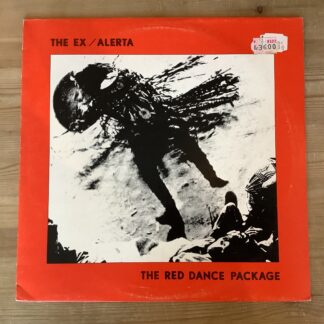 THE EX / ALERTA
THE RED DANCE PACKAGE